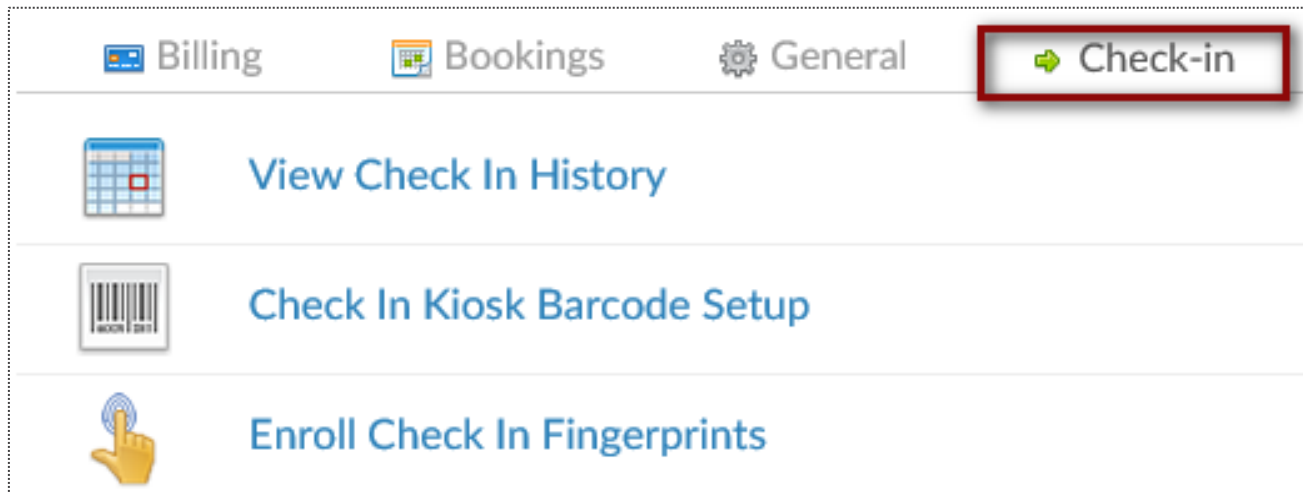 Billing Bookings General Check-in
View Check In History
Check In Kiosk Barcode Setup
Enroll Check In Fingerprints